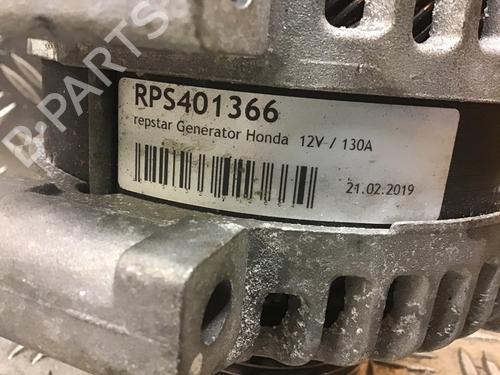 RPS401366
repstar Generator Honda 12V / 130A
21.02.2019
B-PARTS